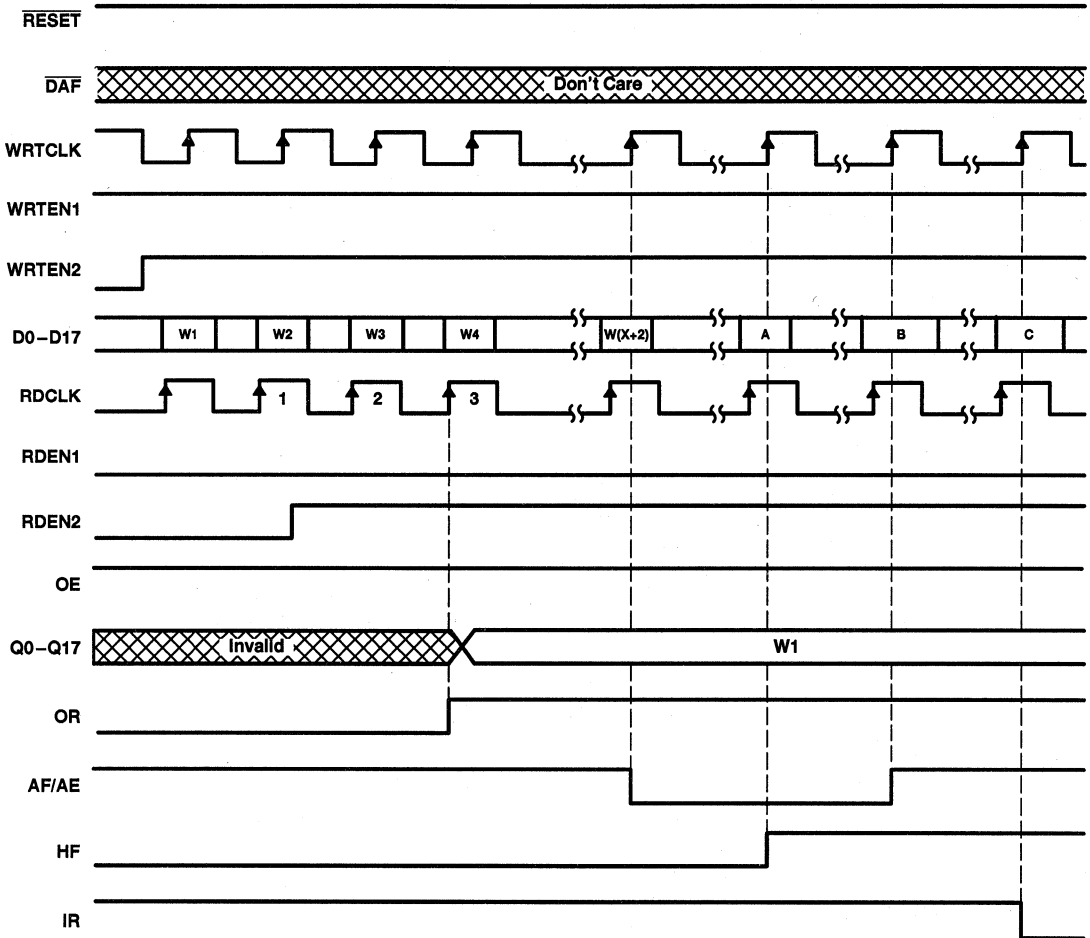 RESET
DAF
Don't Care
WRTCLK
WRTEN1
WRTEN2
D0–D17 W1 W2 W3 W4 W(X+2) A B C
RDCLK 1 2 3
RDEN1
RDEN2
OE
Q0–Q17 Invalid W1
OR
AF/AE
HF
IR